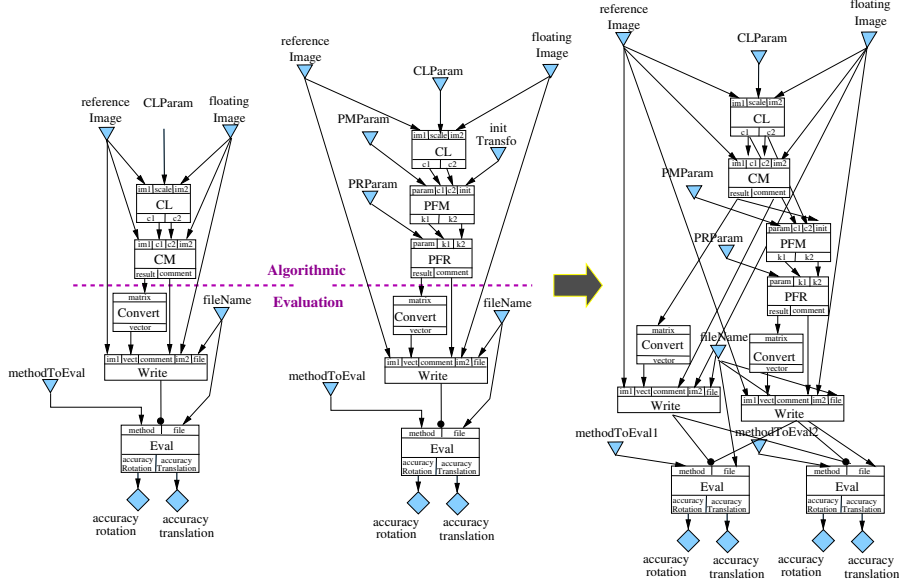 reference
Image
CLParam
floating
Image
im1 scale im2
CL
c1 c2
im1 c1 c2 im2
CM
result comment
Algorithmic
Evaluation
matrix
Convert
vector
fileName
im1 vect comment im2 file
Write
methodToEval
method file
Eval
accuracy
Rotation
accuracy
Translation
accuracy
rotation
accuracy
translation
reference
Image
CLParam
floating
Image
PMParam
im1 scale im2
CL
c1 c2
init
Transfo
PRParam
param c1 c2 init
PFM
k1 k2
param k1 k2
PFR
result comment
matrix
Convert
vector
fileName
im1 vect comment im2 file
Write
methodToEval
method file
Eval
accuracy
Rotation
accuracy
Translation
accuracy
rotation
accuracy
translation
reference
Image
CLParam
floating
Image
im1 scale im2
CL
c1 c2
im1 c1 c2 im2
CM
result comment
PMParam
PRParam
param c1 c2 init
PFM
k1 k2
param k1 k2
PFR
result comment
matrix
Convert
vector
fileName
matrix
Convert
vector
im1 vect comment im2 file
Write
im1 vect comment im2 file
Write
methodToEval1
methodToEval2
method file
Eval
accuracy
Rotation
accuracy
Translation
method file
Eval
accuracy
Rotation
accuracy
Translation
accuracy
rotation
accuracy
translation
accuracy
rotation
accuracy
translation